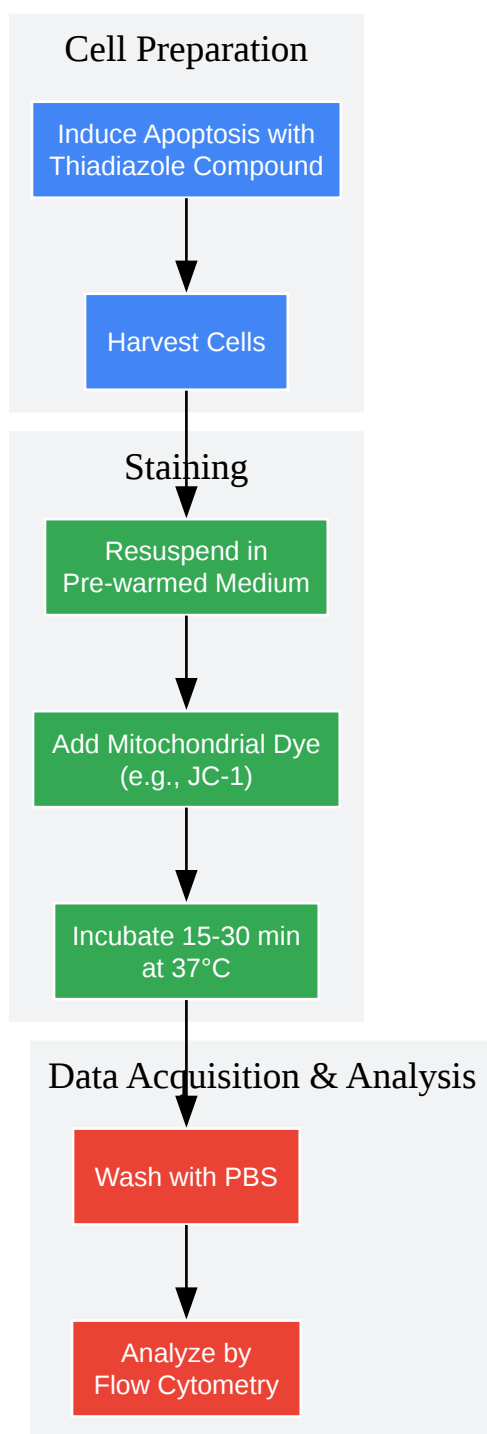 Cell Preparation
Induce Apoptosis with
Thiadiazole Compound
Harvest Cells
Staining
Resuspend in
Pre-warmed Medium
Add Mitochondrial Dye
(e.g., JC-1)
Incubate 15-30 min
at 37°C
Data Acquisition & Analysis
Wash with PBS
Analyze by
Flow Cytometry